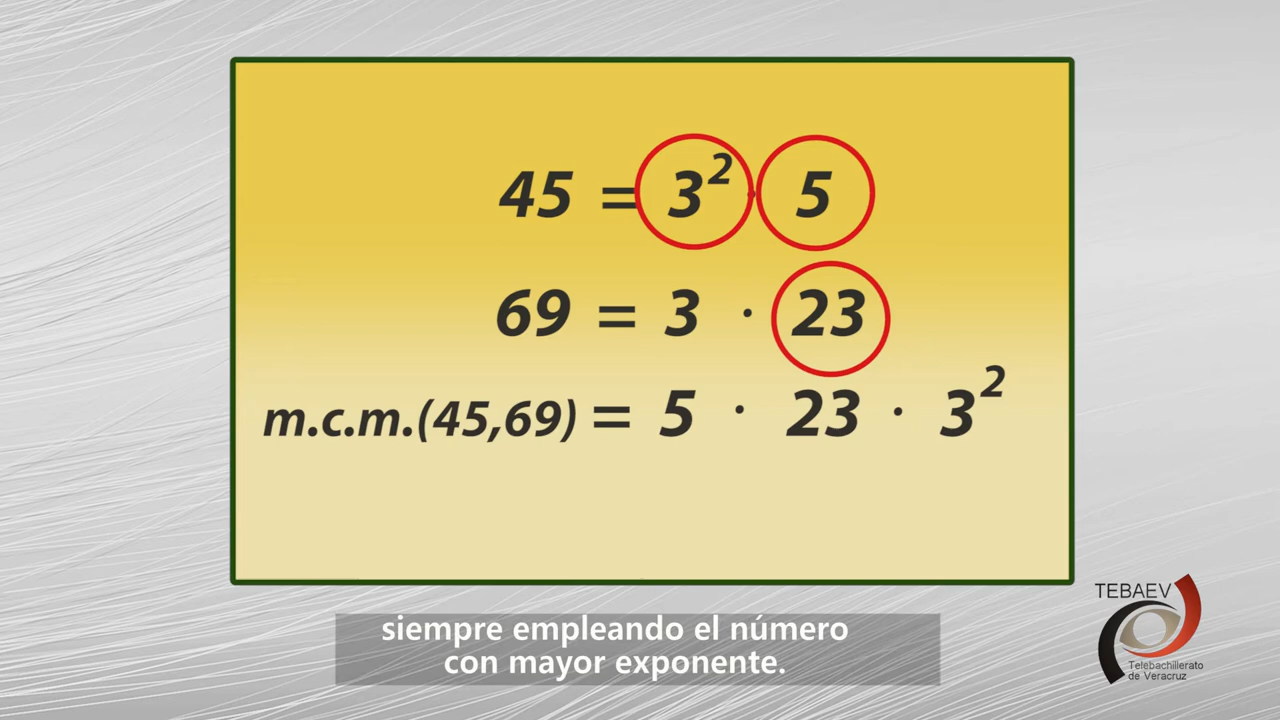 45 = 3² · 5
69 = 3 · 23
m.c.m.(45,69) = 5 · 23 · 3²
TEBAEV
Telebachillerato
de Veracruz
siempre empleando el número
con mayor exponente.